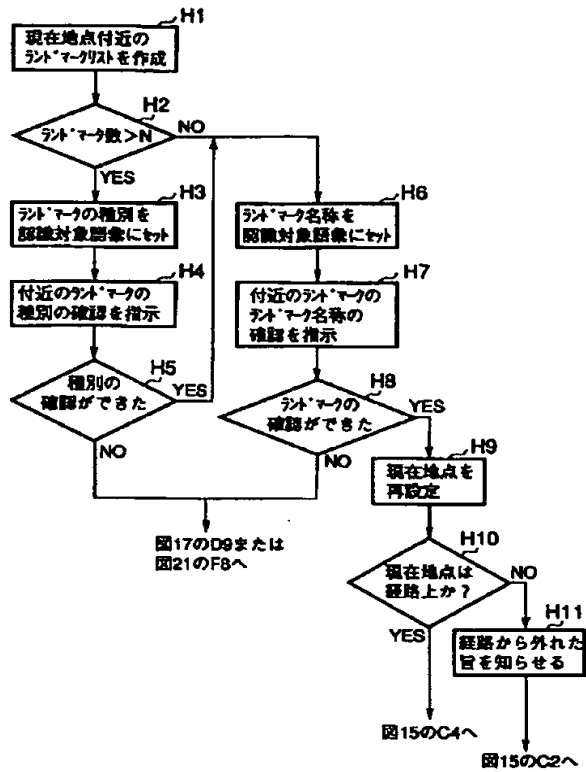 H1
現在地点付近の
ランドマークリストを作成
H2
ランドマーク数>N
NO
YES
H3
ランドマークの種別を
認識対象語彙にセット
H4
付近のランドマークの
種別の確認を指示
H5
種別の
確認ができた
YES
NO
H6
ランドマーク名称を
認識対象語彙にセット
H7
付近のランドマークの
ランドマーク名称の
確認を指示
H8
ランドマークの
確認ができた
YES
NO
図17のD9または
図21のF8へ
H9
現在地点を
再設定
H10
現在地点は
経路上か?
NO
YES
H11
経路から外れた
旨を知らせる
図15のC4へ
図15のC2へ